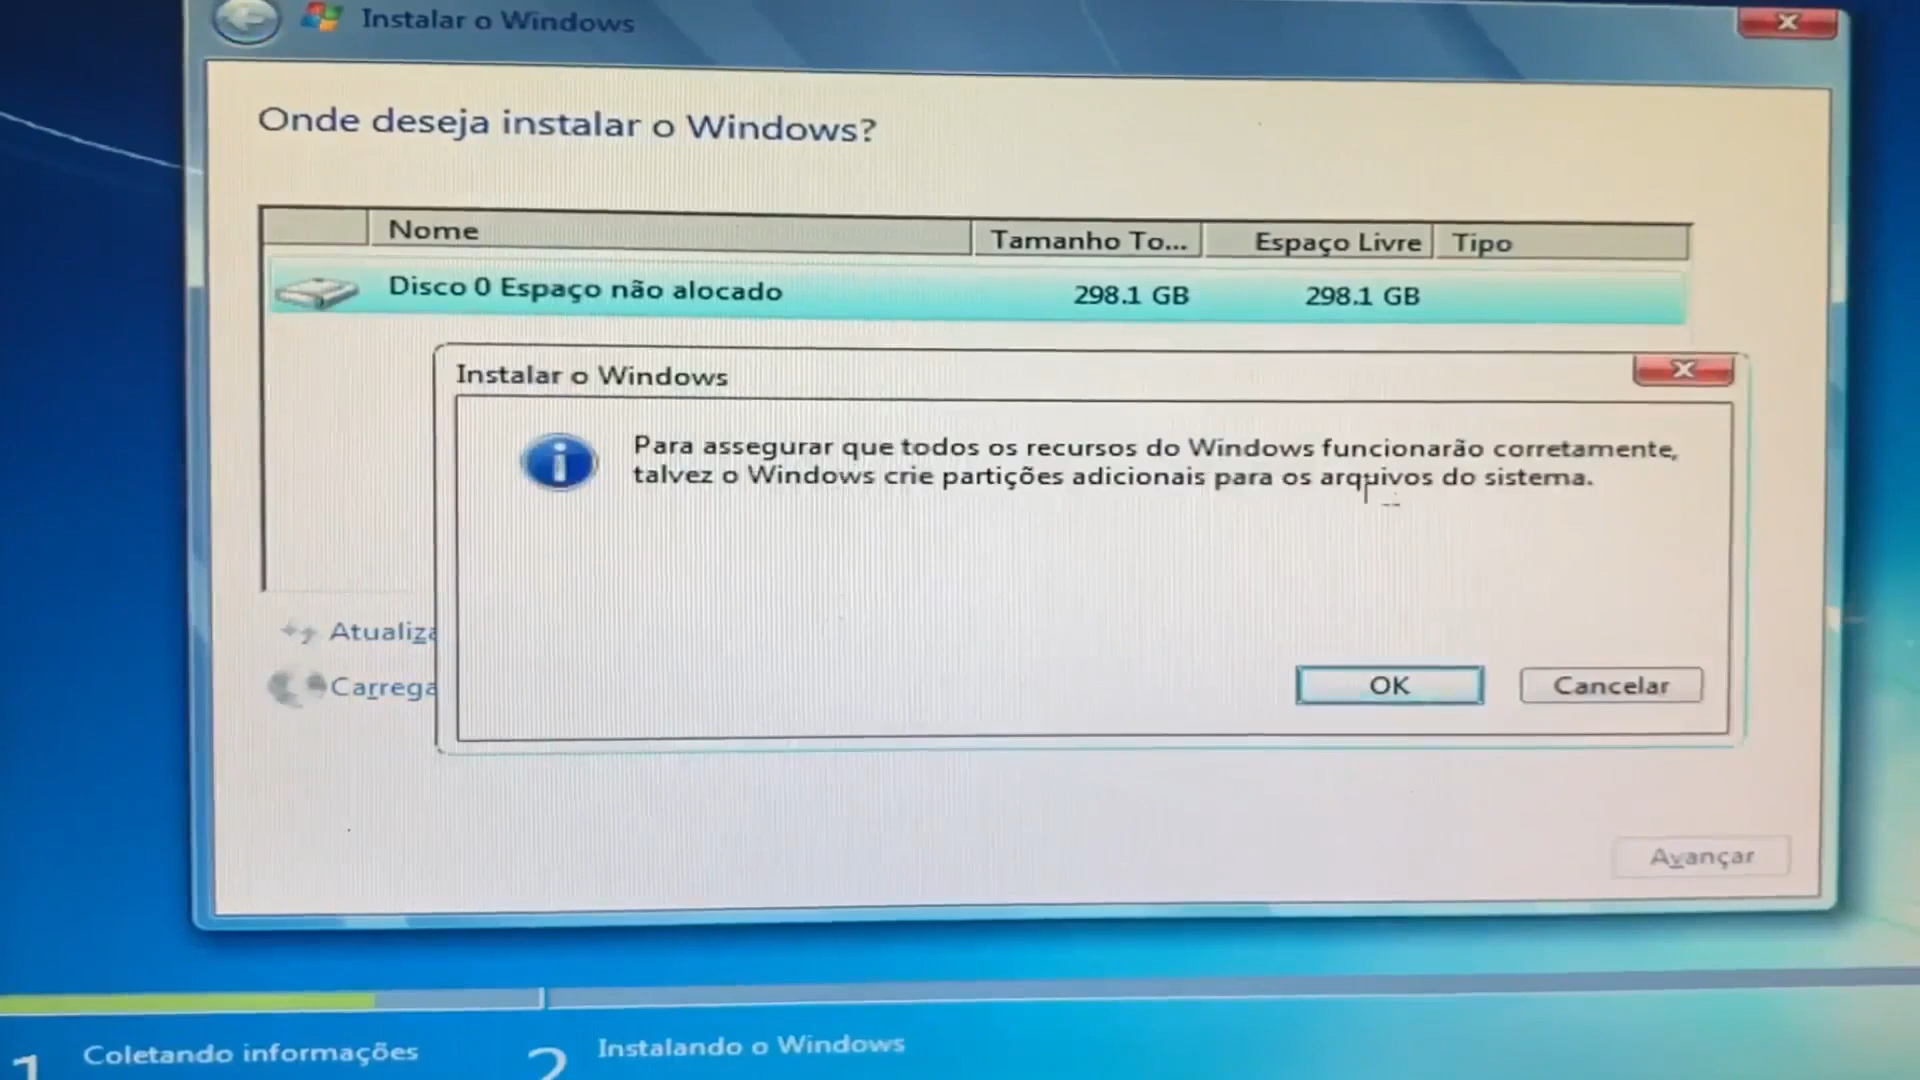 Instalar o Windows
Onde deseja instalar o Windows?
Nome Tamanho To... Espaço Livre Tipo
Disco 0 Espaço não alocado 298.1 GB 298.1 GB
Instalar o Windows
Para assegurar que todos os recursos do Windows funcionarão corretamente,
talvez o Windows crie partições adicionais para os arquivos do sistema.
Atualiza
Carrega
OK Cancelar
Avançar
1 Coletando informações 2 Instalando o Windows